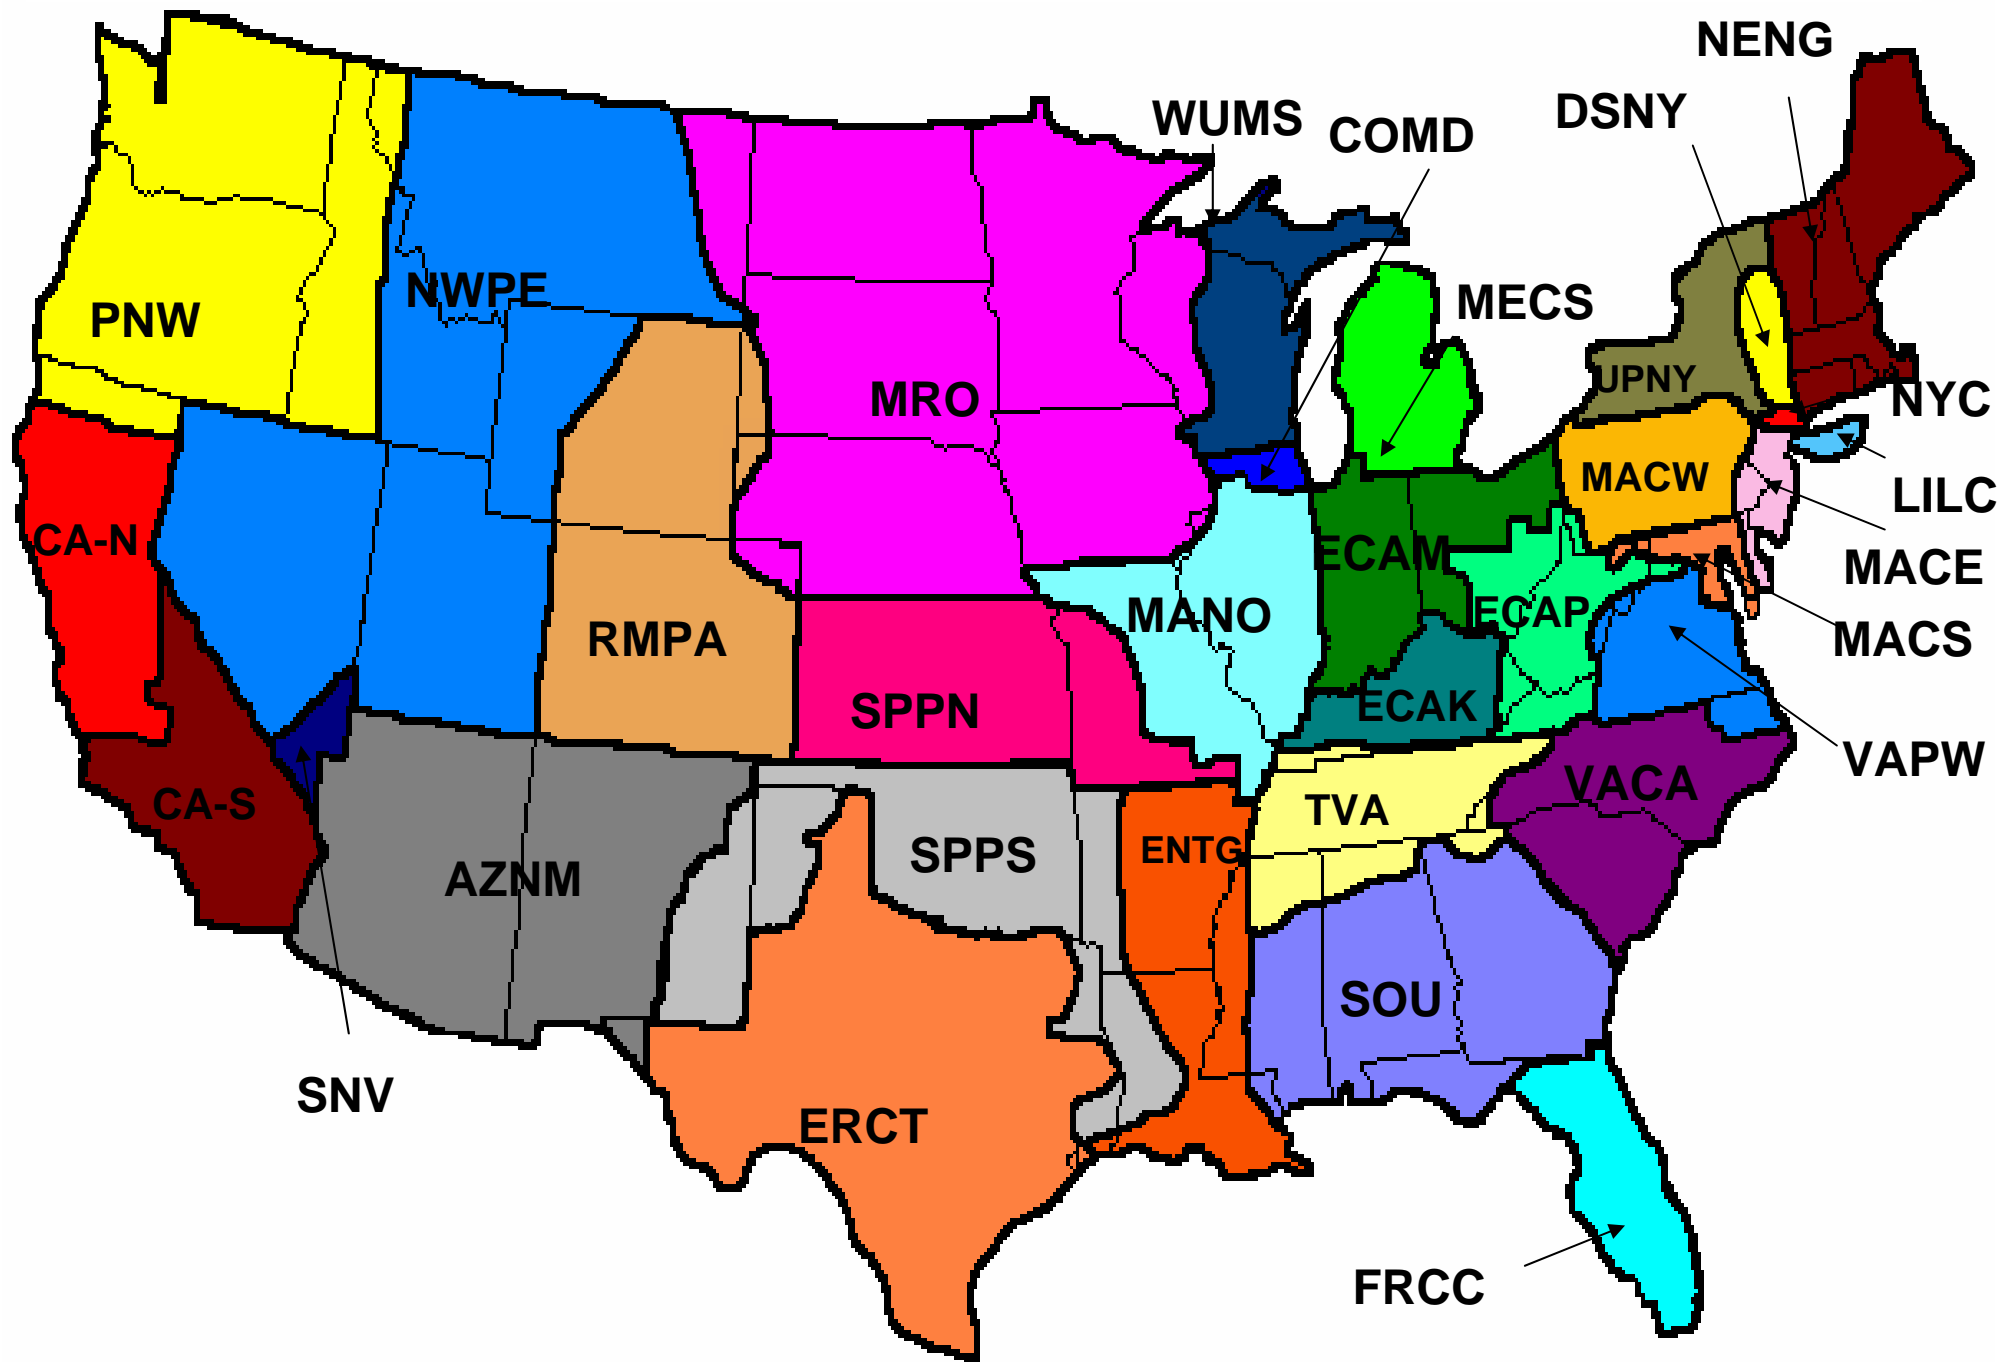 NENG
DSNY
WUMS
COMD
NWPE
MECS
PNW
MRO
UPNY
NYC
MACW
LILC
CA-N
ECAM
MACE
RMPA
MANO
ECAP
MACS
SPPN
ECAK
VAPW
CA-S
TVA
VACA
AZNM
SPPS
ENTG
SOU
SNV
ERCT
FRCC